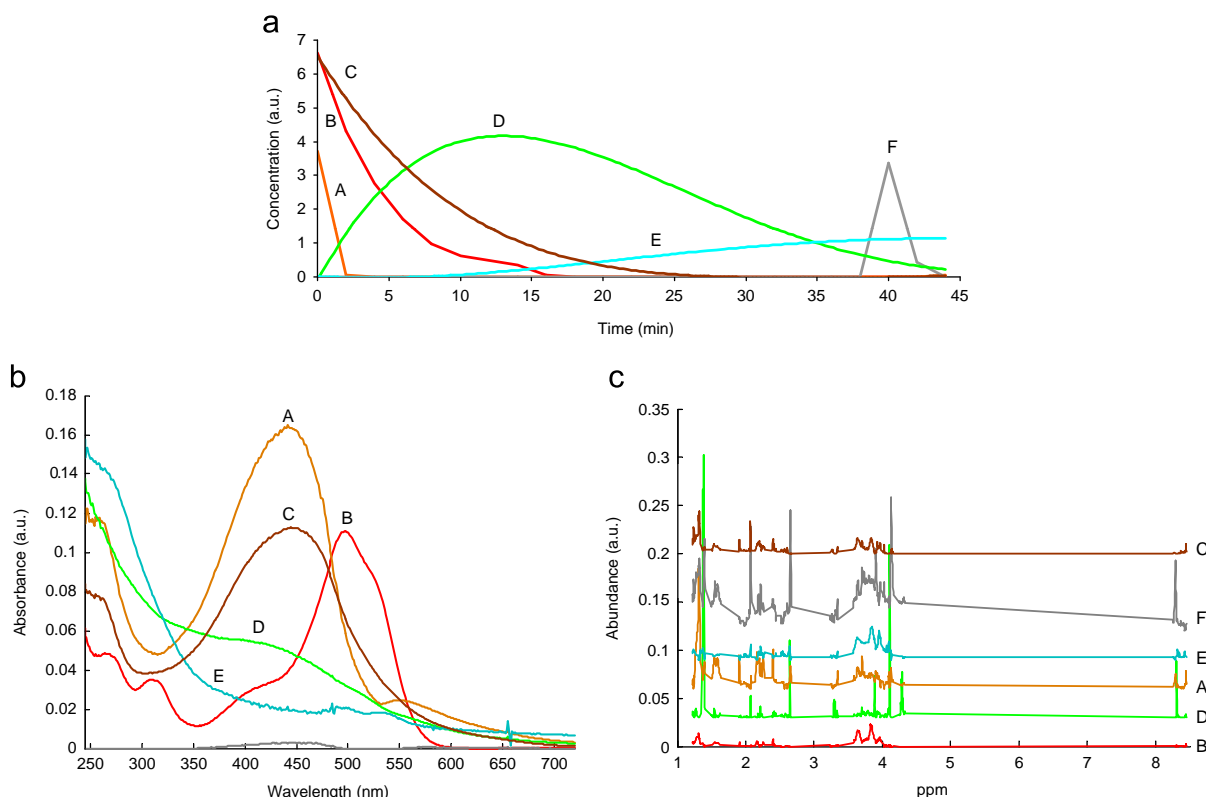 a
7
6
5
4
3
2
1
0
Concentration (a.u.)
A
B
C
D
E
F
0 5 10 15 20 25 30 35 40 45
Time (min)
b
0.18
0.16
0.14
0.12
0.1
0.08
0.06
0.04
0.02
0
Absorbance (a.u.)
A
C
B
D
E
250 300 350 400 450 500 550 600 650 700
Wavelength (nm)
c
0.35
0.3
0.25
0.2
0.15
0.1
0.05
0
Abundance (a.u.)
C
F
E
A
D
B
1 2 3 4 5 6 7 8
ppm